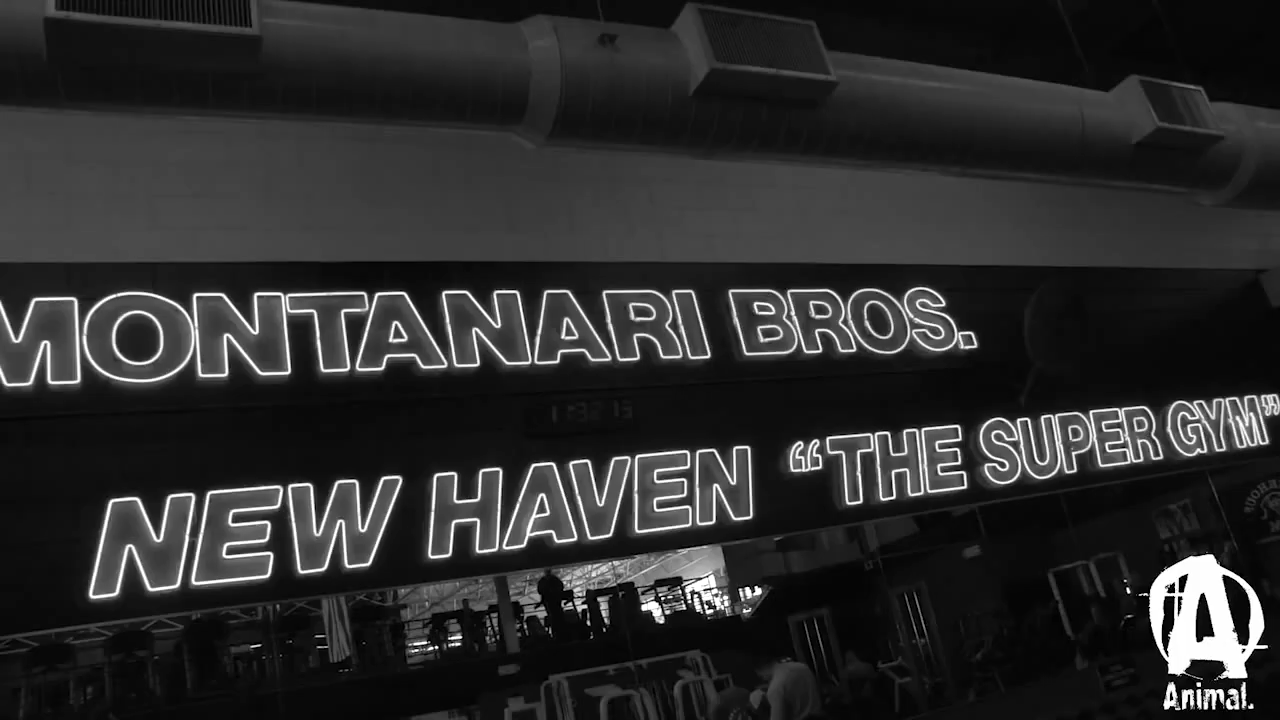 MONTANARI BROS.
NEW HAVEN “THE SUPER GYM”
A
Animal.